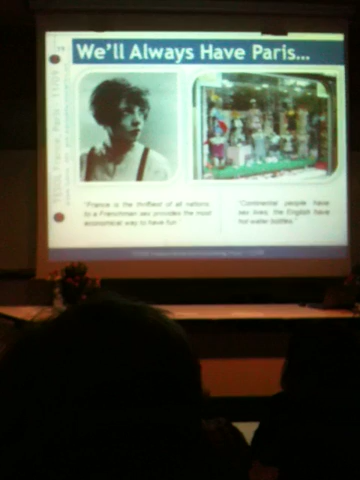 We'll Always Have Paris...
"France is the thriftiest of all nations:
to a Frenchman sex provides the most
economical way to have fun
"Continental people have
sex lives; the English have
hot water bottles."